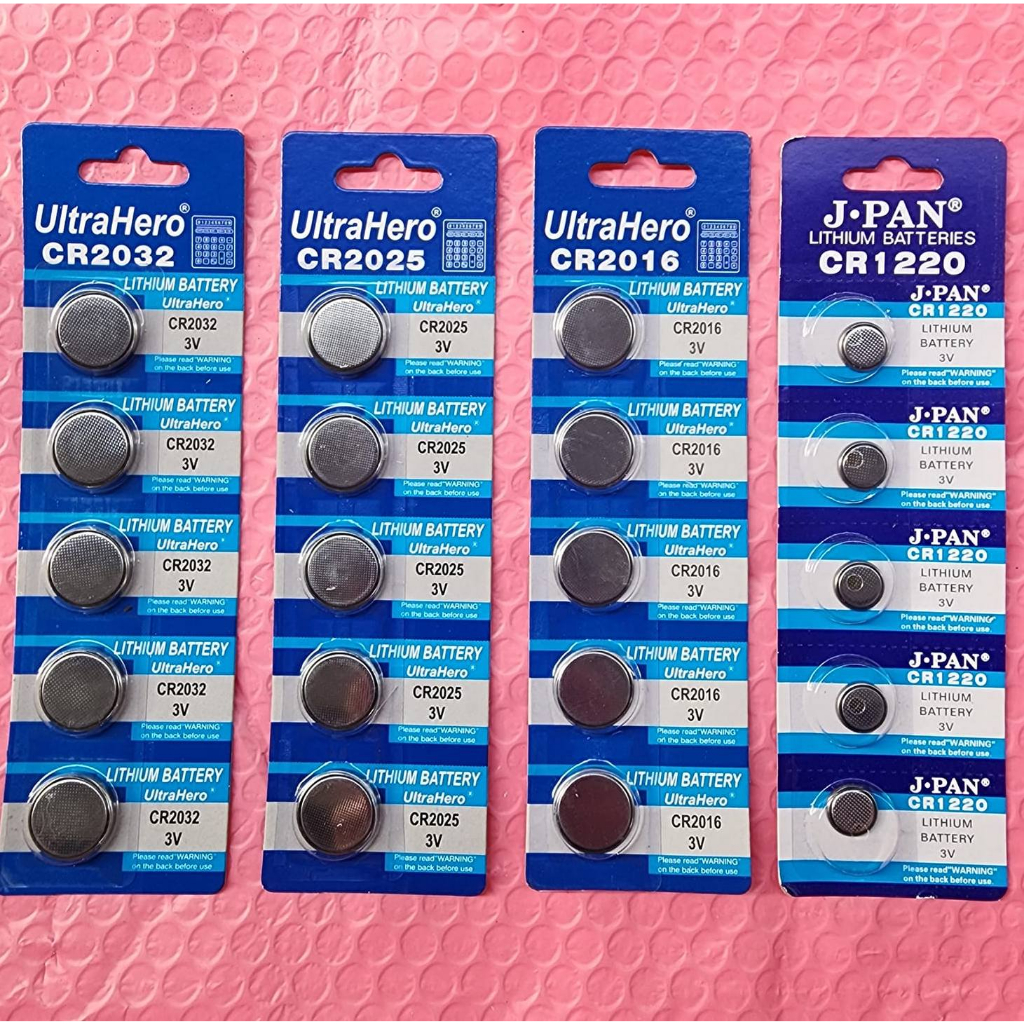 UltraHero®
CR2032
LITHIUM BATTERY
UltraHero®
CR2032
3V
Please read"WARNING"
on the back before use
LITHIUM BATTERY
UltraHero®
CR2032
3V
Please read"WARNING"
on the back before use
LITHIUM BATTERY
UltraHero®
CR2032
3V
Please read"WARNING"
on the back before use
LITHIUM BATTERY
UltraHero®
CR2032
3V
Please read"WARNING"
on the back before use
LITHIUM BATTERY
UltraHero®
CR2032
3V
Please read"WARNING"
on the back before use
UltraHero®
CR2025
LITHIUM BATTERY
UltraHero®
CR2025
3V
Please read"WARNING"
on the back before use
LITHIUM BATTERY
UltraHero®
CR2025
3V
Please read"WARNING"
on the back before use
LITHIUM BATTERY
UltraHero®
CR2025
3V
Please read"WARNING"
on the back before use
LITHIUM BATTERY
UltraHero®
CR2025
3V
Please read"WARNING"
on the back before use
LITHIUM BATTERY
UltraHero®
CR2025
3V
Please read"WARNING"
on the back before use
UltraHero®
CR2016
LITHIUM BATTERY
UltraHero®
CR2016
3V
Please read"WARNING"
on the back before use
LITHIUM BATTERY
UltraHero®
CR2016
3V
Please read"WARNING"
on the back before use
LITHIUM BATTERY
UltraHero®
CR2016
3V
Please read"WARNING"
on the back before use
LITHIUM BATTERY
UltraHero®
CR2016
3V
Please read"WARNING"
on the back before use
LITHIUM BATTERY
UltraHero®
CR2016
3V
Please read"WARNING"
on the back before use
J·PAN®
LITHIUM BATTERIES
CR1220
J·PAN®
CR1220
LITHIUM
BATTERY
3V
Please read"WARNING"
on the back before use.
J·PAN®
CR1220
LITHIUM
BATTERY
3V
Please read"WARNING"
on the back before use.
J·PAN®
CR1220
LITHIUM
BATTERY
3V
Please read"WARNING"
on the back before use.
J·PAN®
CR1220
LITHIUM
BATTERY
3V
Please read"WARNING"
on the back before use.
J·PAN®
CR1220
LITHIUM
BATTERY
3V
Please read"WARNING"
on the back before use.